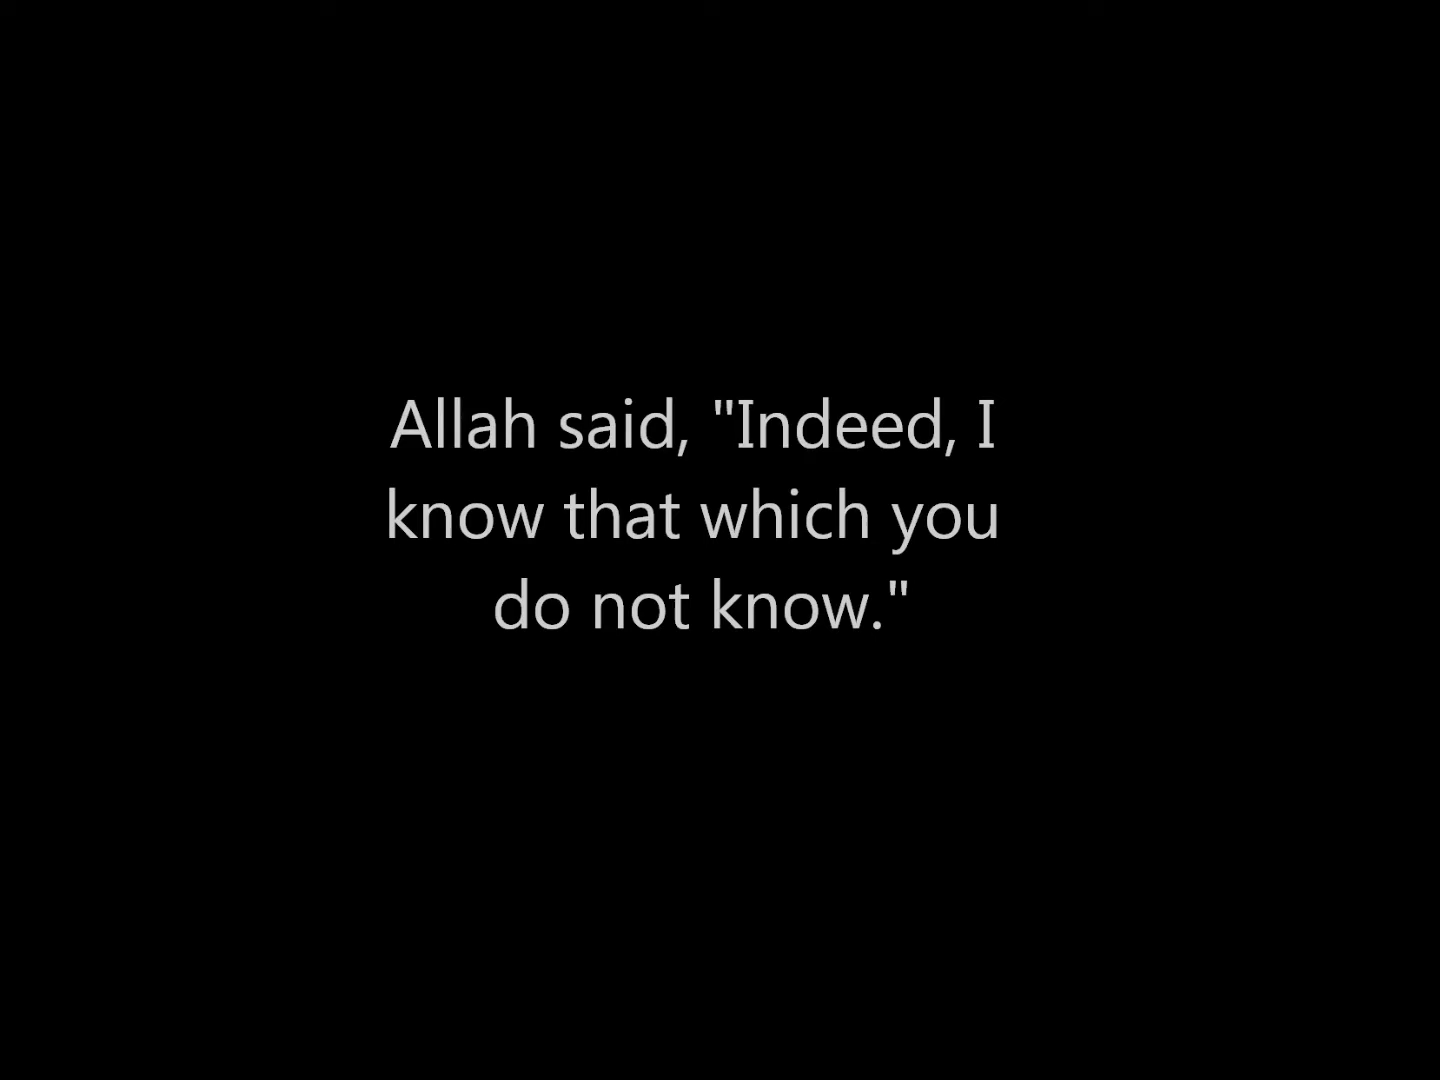 Allah said, "Indeed, I
know that which you
do not know."